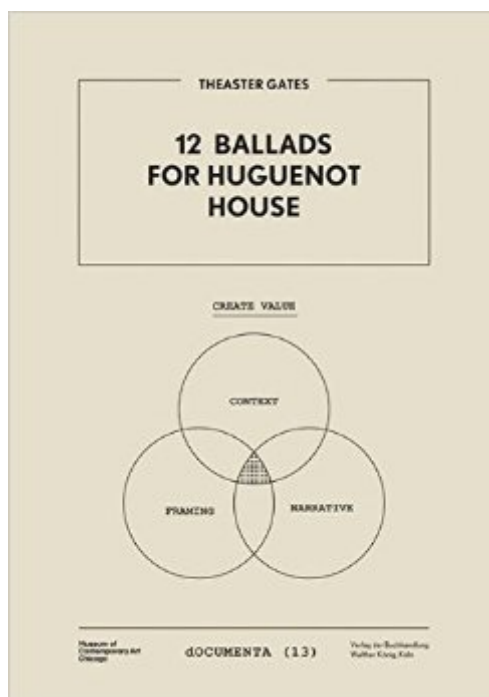 THEASTER GATES
12 BALLADS
FOR HUGUENOT
HOUSE
CREATE VALUE
CONTEXT
FRAMING
NARRATIVE
Museum of
Contemporary Art
Chicago
dOCUMENTA (13)
Verlag der Buchhandlung
Walther König, Köln